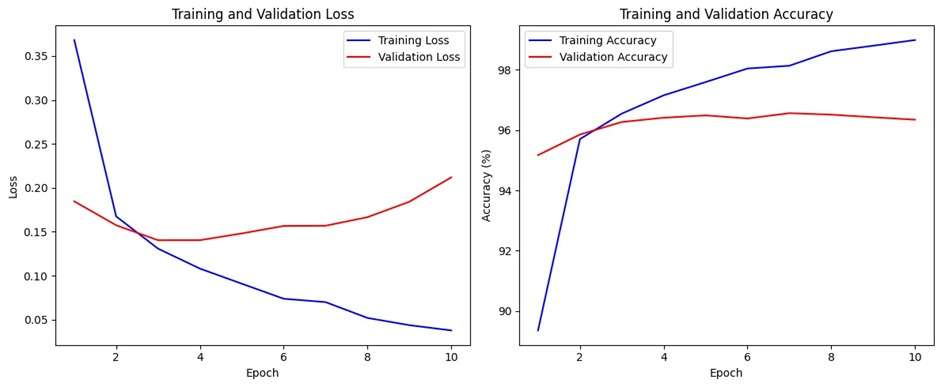 Training and Validation Loss
Training Loss
Validation Loss
0.35
0.30
0.25
0.20
0.15
0.10
0.05
Loss
2 4 6 8 10
Epoch
Training and Validation Accuracy
Training Accuracy
Validation Accuracy
98
96
94
92
90
Accuracy (%)
2 4 6 8 10
Epoch